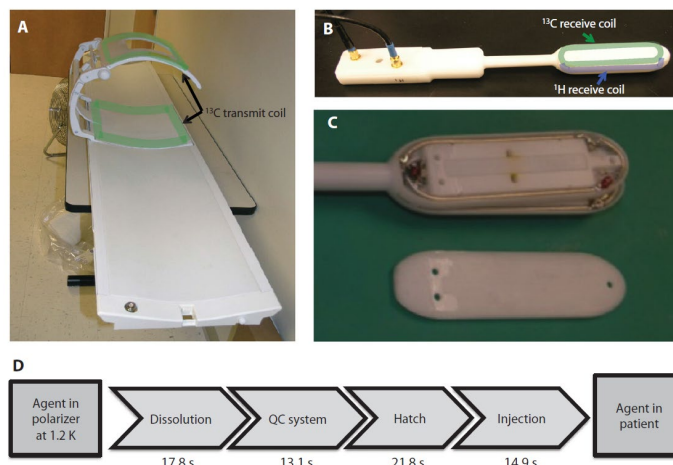 A
¹³C transmit coil
B
¹³C receive coil
¹H receive coil
C
D
Agent in
polarizer
at 1.2 K
Dissolution
QC system
Hatch
Injection
Agent in
patient
17.8 s
13.1 s
21.8 s
14.9 s